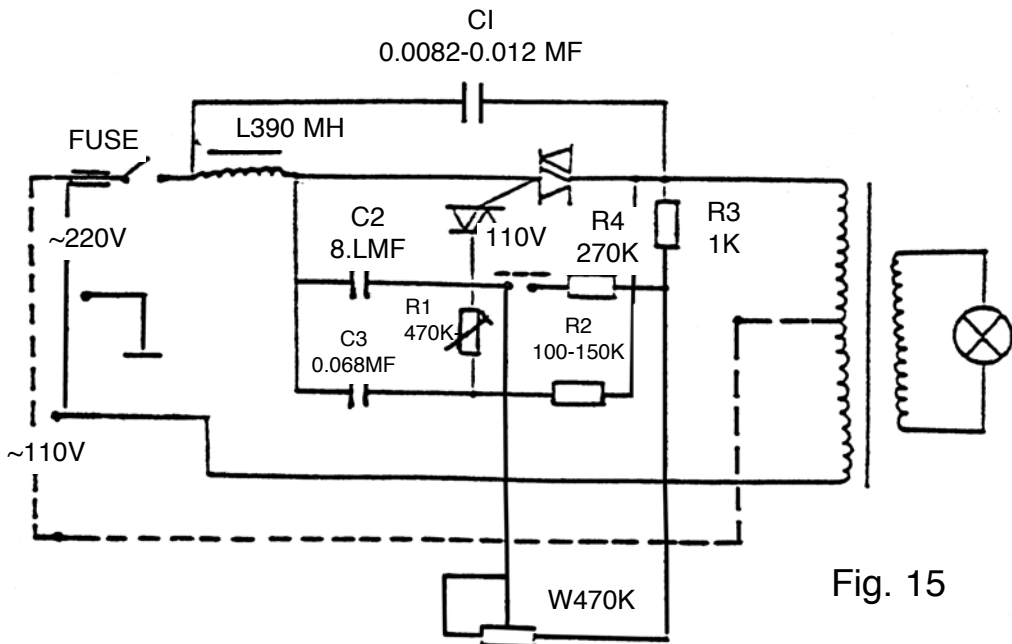 CI
0.0082-0.012 MF
FUSE
L390 MH
~220V
C2
8.LMF
110V
R4
270K
R3
1K
R1
470K-
R2
100-150K
C3
0.068MF
~110V
W470K
Fig. 15